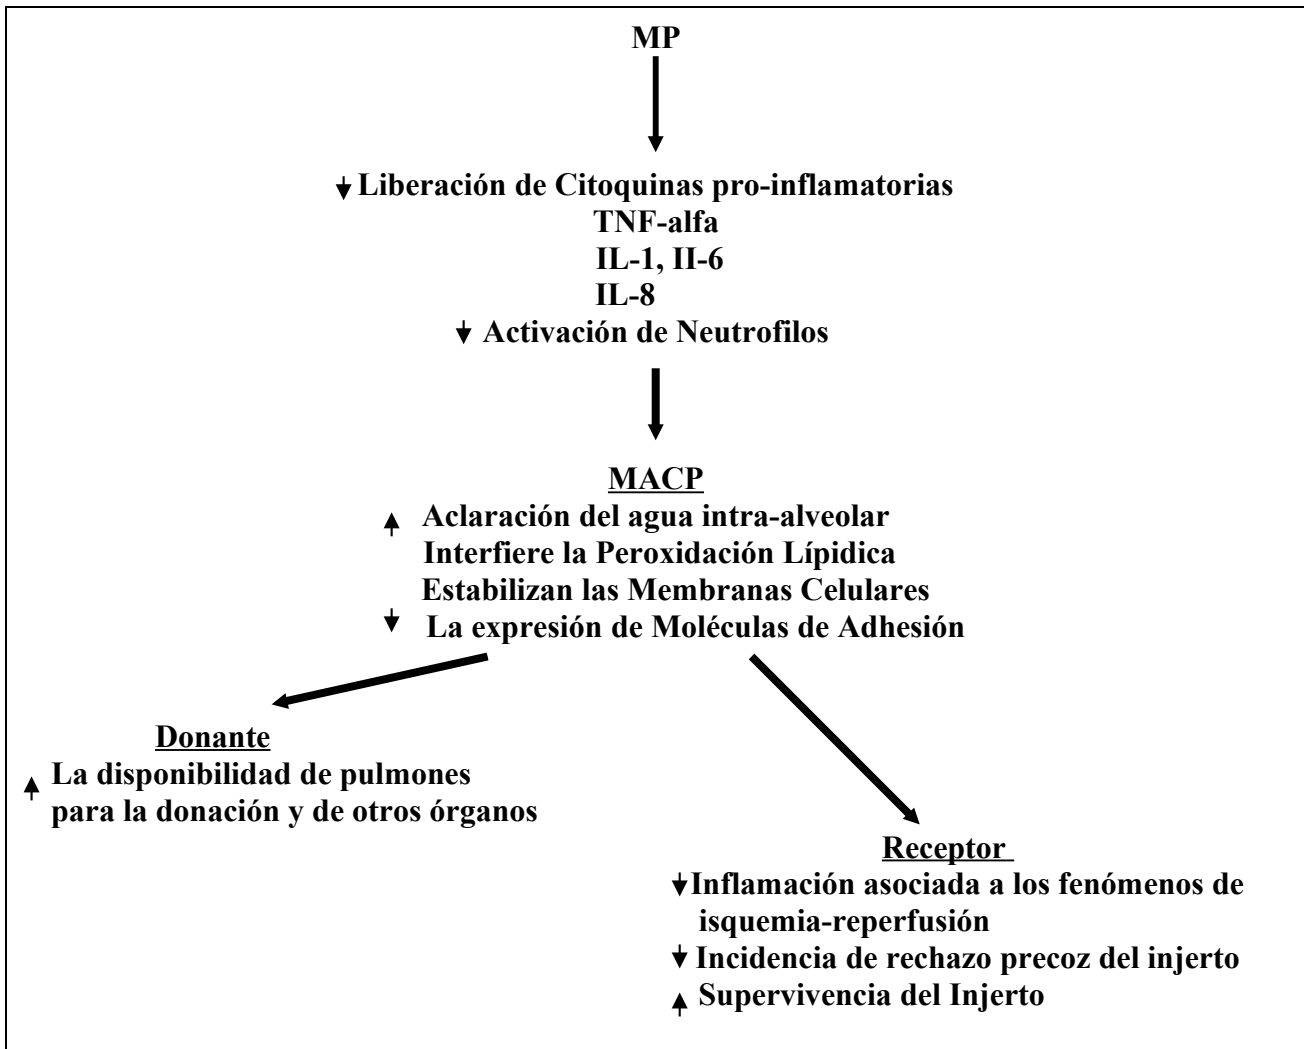 MP
Liberación de Citoquinas pro-inflamatorias
TNF-alfa
IL-1, II-6
IL-8
Activación de Neutrofilos
MACP
Aclaración del agua intra-alveolar
Interfiere la Peroxidación Lípidica
Estabilizan las Membranas Celulares
La expresión de Moléculas de Adhesión
Donante
La disponibilidad de pulmones
para la donación y de otros órganos
Receptor
Inflamación asociada a los fenómenos de
isquemia-reperfusión
Incidencia de rechazo precoz del injerto
Supervivencia del Injerto